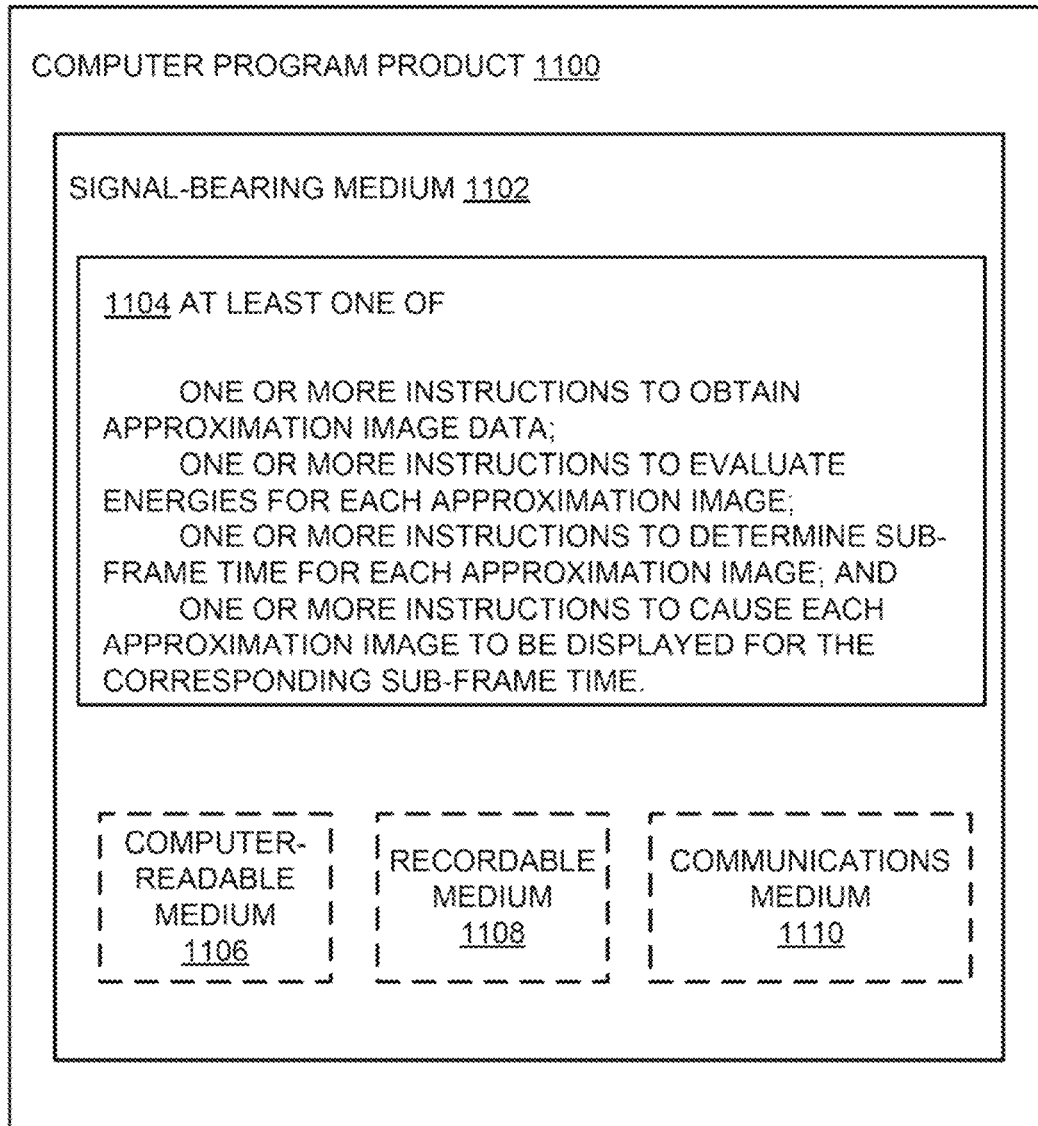 COMPUTER PROGRAM PRODUCT 1100
SIGNAL-BEARING MEDIUM 1102
1104 AT LEAST ONE OF
ONE OR MORE INSTRUCTIONS TO OBTAIN
APPROXIMATION IMAGE DATA;
ONE OR MORE INSTRUCTIONS TO EVALUATE
ENERGIES FOR EACH APPROXIMATION IMAGE;
ONE OR MORE INSTRUCTIONS TO DETERMINE SUB-
FRAME TIME FOR EACH APPROXIMATION IMAGE; AND
ONE OR MORE INSTRUCTIONS TO CAUSE EACH
APPROXIMATION IMAGE TO BE DISPLAYED FOR THE
CORRESPONDING SUB-FRAME TIME.
COMPUTER-
READABLE
MEDIUM
1106
RECORDABLE
MEDIUM
1108
COMMUNICATIONS
MEDIUM
1110